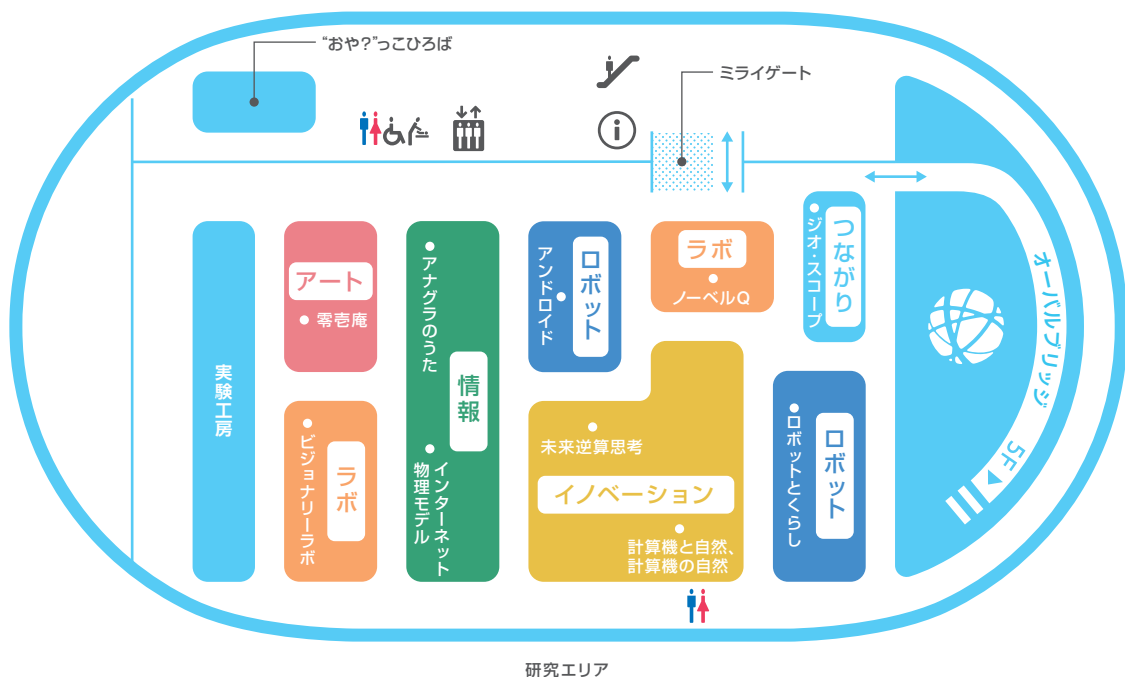 “おや?”っこひろば
ミライゲート
実験工房
アート
零壱庵
ラボ
ビジョナリーラボ
アナグラのうた
情報
インターネット
物理モデル
ロボット
アンドロイド
ラボ
ノーベルQ
つながり
ジオ・スコープ
未来逆算思考
イノベーション
計算機と自然、
計算機の自然
ロボット
ロボットとくらし
オーバルブリッジ
5F
研究エリア